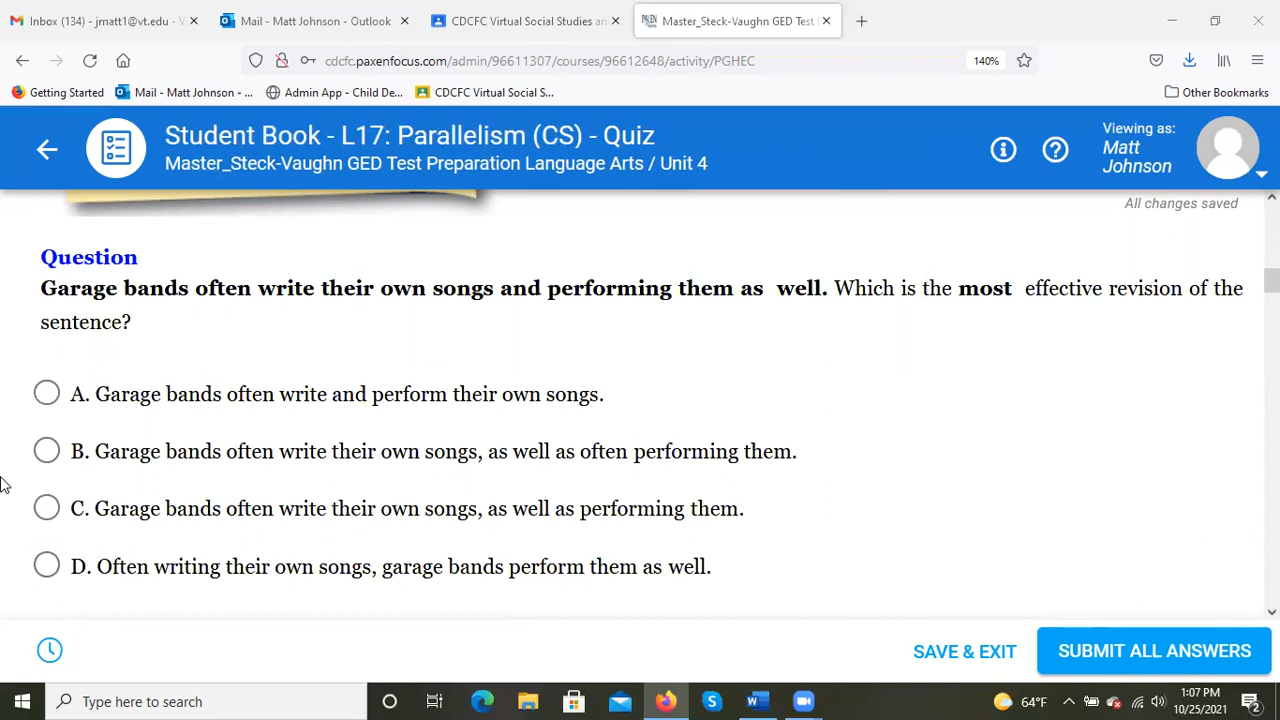 Inbox (134) - jmatt1@vt.edu - V
Mail - Matt Johnson - Outlook
CDCFC Virtual Social Studies an
PAXEN
Master_Steck-Vaughn GED Test
cdcfc.paxenfocus.com/admin/96611307/courses/96612648/activity/PGHEC
140%
Getting Started
Mail - Matt Johnson - ...
Admin App - Child De...
CDCFC Virtual Social S...
Other Bookmarks
Student Book - L17: Parallelism (CS) - Quiz
Master_Steck-Vaughn GED Test Preparation Language Arts / Unit 4
Viewing as:
Matt
Johnson
All changes saved
Question
Garage bands often write their own songs and performing them as well. Which is the most effective revision of the
sentence?
A. Garage bands often write and perform their own songs.
B. Garage bands often write their own songs, as well as often performing them.
C. Garage bands often write their own songs, as well as performing them.
D. Often writing their own songs, garage bands perform them as well.
SAVE & EXIT
SUBMIT ALL ANSWERS
Type here to search
64°F
1:07 PM
10/25/2021
2